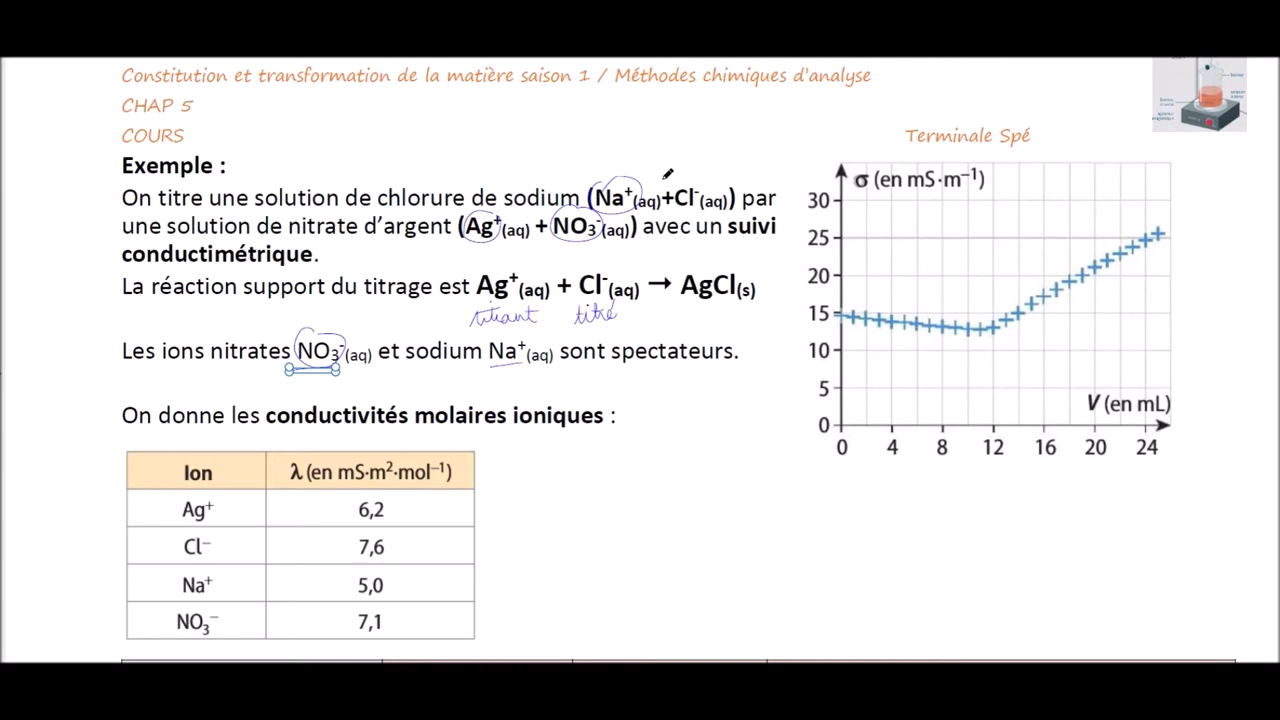 Constitution et transformation de la matière saison 1 / Méthodes chimiques d'analyse
CHAP 5
COURS
Terminale Spé
Exemple :
On titre une solution de chlorure de sodium (Na⁺(aq)+Cl⁻(aq)) par
une solution de nitrate d'argent (Ag⁺(aq) + NO₃⁻(aq)) avec un suivi
conductimétrique.
La réaction support du titrage est Ag⁺(aq) + Cl⁻(aq) → AgCl(s)
titrant titré
Les ions nitrates NO₃⁻(aq) et sodium Na⁺(aq) sont spectateurs.
On donne les conductivités molaires ioniques :
Ion λ (en mS·m²·mol⁻¹)
Ag⁺ 6,2
Cl⁻ 7,6
Na⁺ 5,0
NO₃⁻ 7,1
σ (en mS·m⁻¹)
30
25
20
15
10
5
0
V (en mL)
0 4 8 12 16 20 24